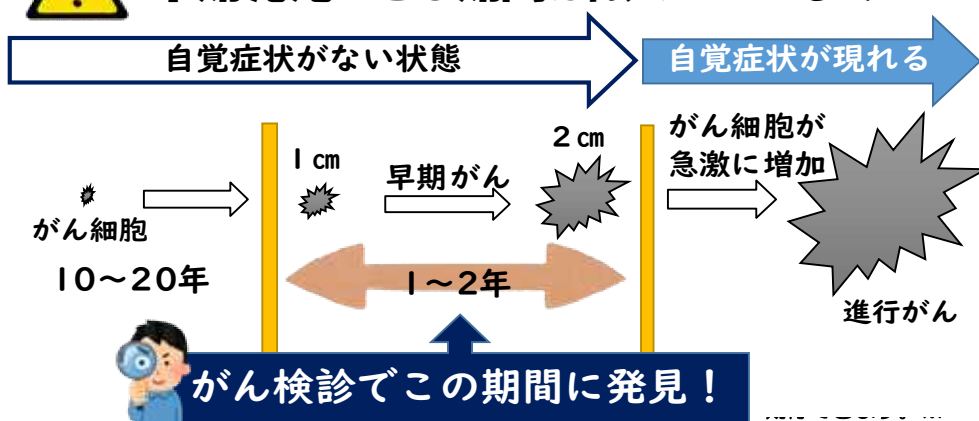 自覚症状がない状態
自覚症状が現れる
がん細胞
10～20年
1㎝
早期がん
2㎝
1～2年
がん細胞が
急激に増加
進行がん
がん検診でこの期間に発見！